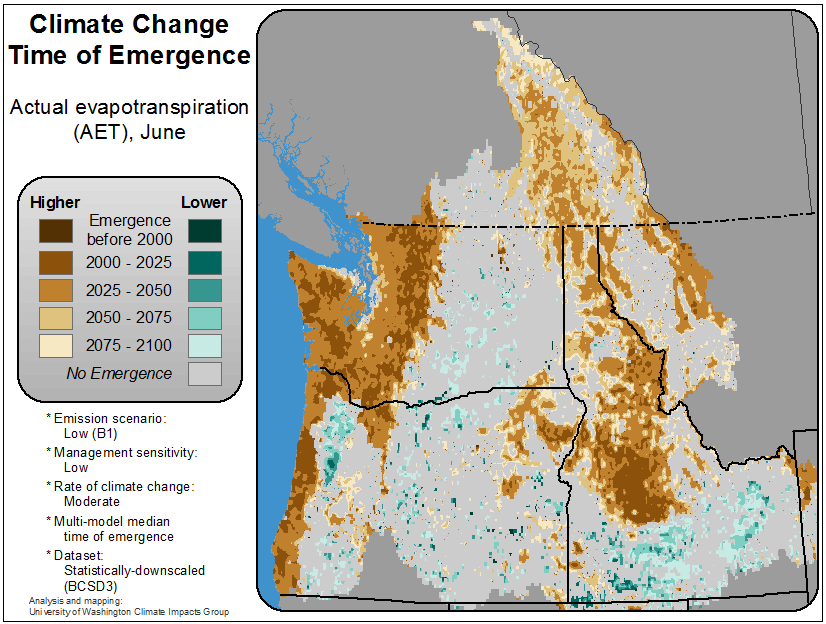 Climate Change
Time of Emergence
Actual evapotranspiration
(AET), June
Higher Lower
Emergence
before 2000
2000 - 2025
2025 - 2050
2050 - 2075
2075 - 2100
No Emergence
* Emission scenario:
Low (B1)
* Management sensitivity:
Low
* Rate of climate change:
Moderate
* Multi-model median
time of emergence
* Dataset:
Statistically-downscaled
(BCSD3)
Analysis and mapping:
University of Washington Climate Impacts Group